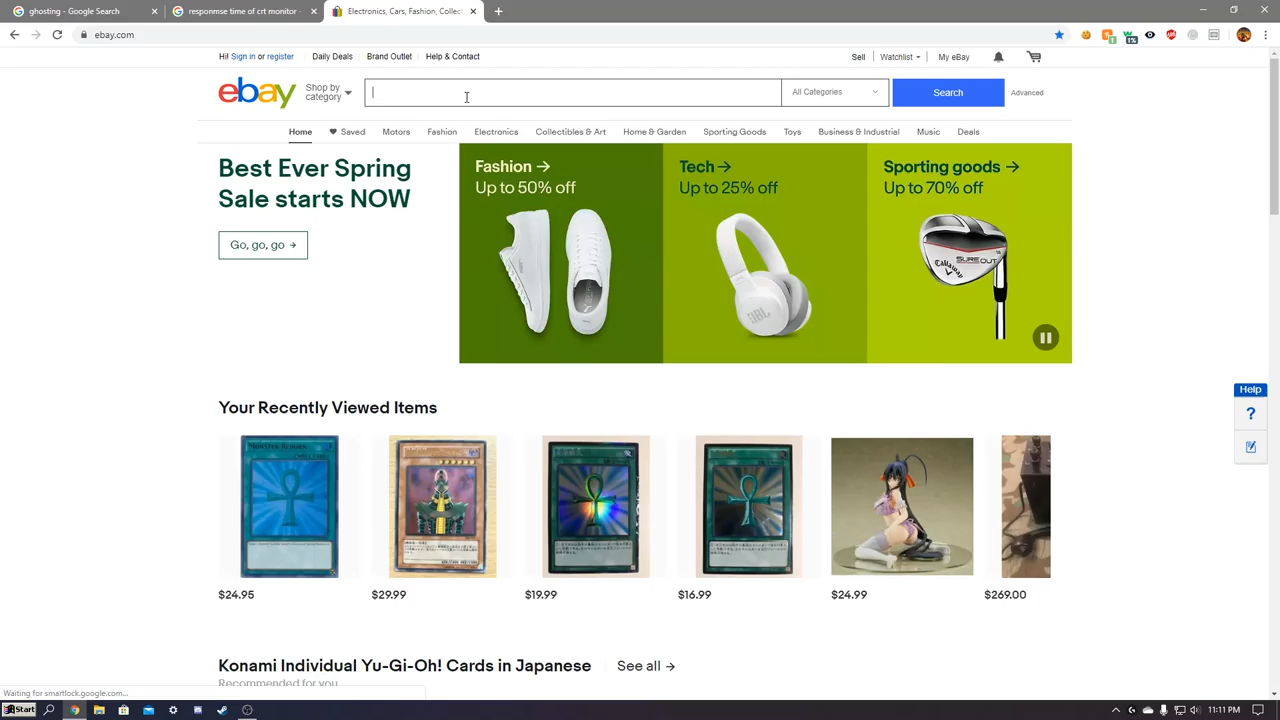 ghosting - Google Search
responmse time of crt monitor -
Electronics, Cars, Fashion, Collect
ebay.com
Hi! Sign in or register
Daily Deals
Brand Outlet
Help & Contact
Sell
Watchlist
My eBay
ebay
Shop by
category
All Categories
Search
Advanced
Home
Saved
Motors
Fashion
Electronics
Collectibles & Art
Home & Garden
Sporting Goods
Toys
Business & Industrial
Music
Deals
Best Ever Spring
Sale starts NOW
Go, go, go →
Fashion →
Up to 50% off
Tech →
Up to 25% off
Sporting goods →
Up to 70% off
JBL
SURE OUT
Callaway
Help
?
Your Recently Viewed Items
$24.95
$29.99
$19.99
$16.99
$24.99
$269.00
Konami Individual Yu-Gi-Oh! Cards in Japanese
See all →
Recommended for you
Waiting for smartlock.google.com...
Start
11:11 PM